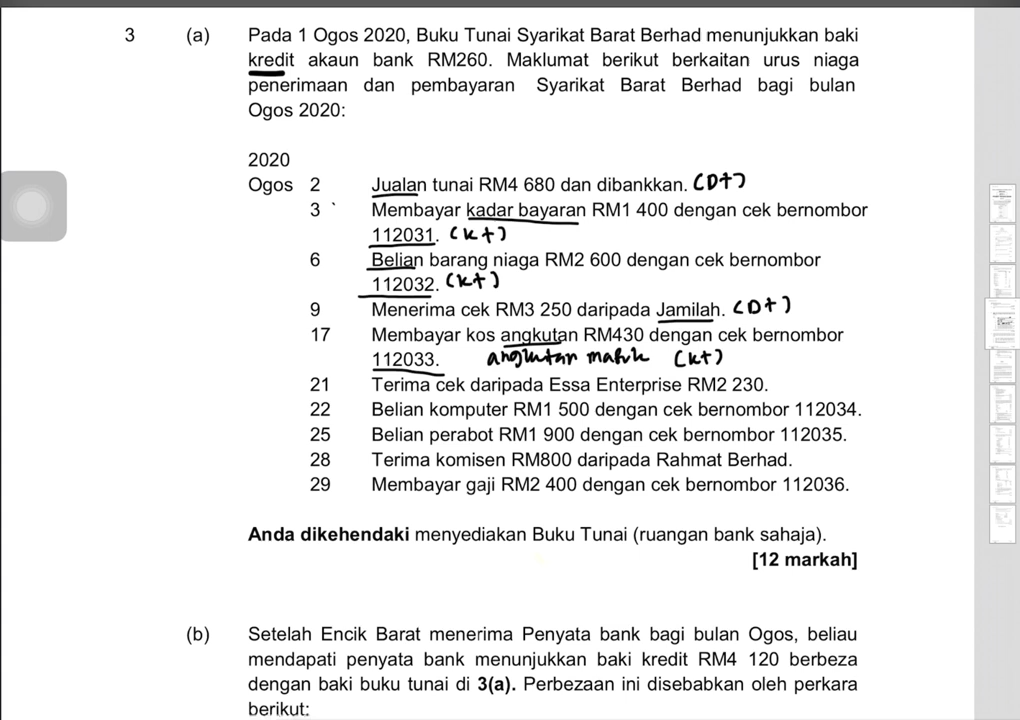 3 (a) Pada 1 Ogos 2020, Buku Tunai Syarikat Barat Berhad menunjukkan baki
kredit akaun bank RM260. Maklumat berikut berkaitan urus niaga
penerimaan dan pembayaran Syarikat Barat Berhad bagi bulan
Ogos 2020:
2020
Ogos 2 Jualan tunai RM4 680 dan dibankkan. (Dt)
3 Membayar kadar bayaran RM1 400 dengan cek bernombor
112031. (kt)
6 Belian barang niaga RM2 600 dengan cek bernombor
112032. (kt)
9 Menerima cek RM3 250 daripada Jamilah. (Dt)
17 Membayar kos angkutan RM430 dengan cek bernombor
112033. angkutan masuk (kt)
21 Terima cek daripada Essa Enterprise RM2 230.
22 Belian komputer RM1 500 dengan cek bernombor 112034.
25 Belian perabot RM1 900 dengan cek bernombor 112035.
28 Terima komisen RM800 daripada Rahmat Berhad.
29 Membayar gaji RM2 400 dengan cek bernombor 112036.
Anda dikehendaki menyediakan Buku Tunai (ruangan bank sahaja).
[12 markah]
(b) Setelah Encik Barat menerima Penyata bank bagi bulan Ogos, beliau
mendapati penyata bank menunjukkan baki kredit RM4 120 berbeza
dengan baki buku tunai di 3(a). Perbezaan ini disebabkan oleh perkara
berikut: